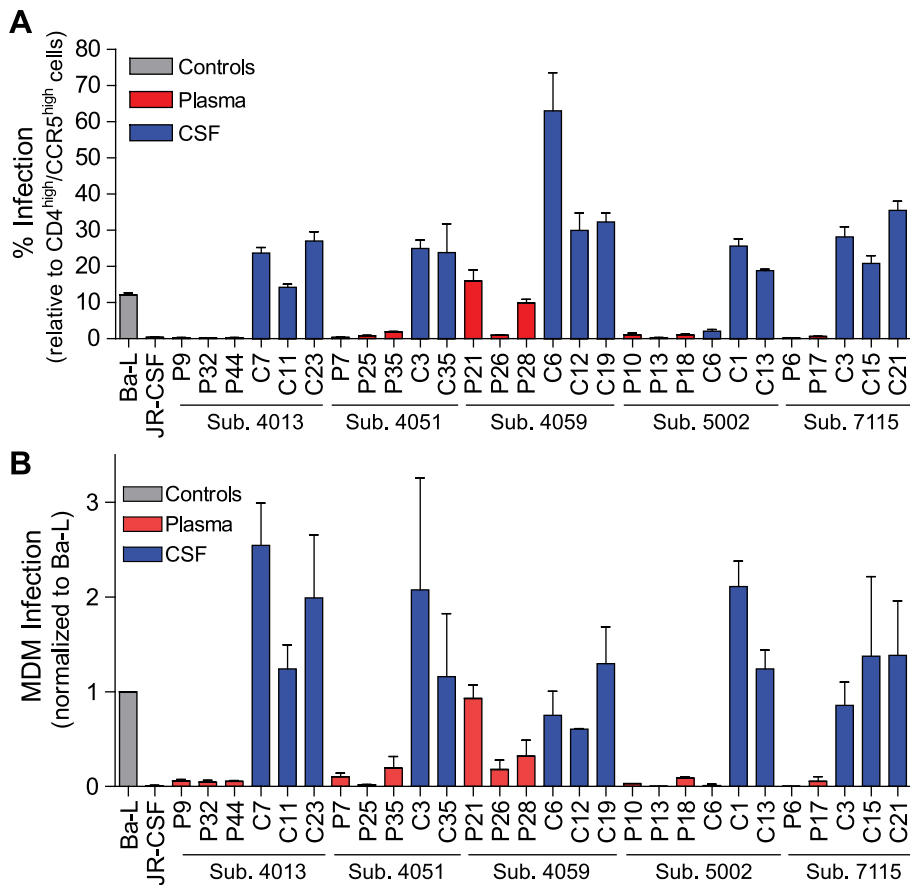 A
% Infection
(relative to CD4high/CCR5high cells)
80
70
60
50
40
30
20
10
0
Controls
Plasma
CSF
Ba-L JR-CSF P9 P32 P44 C7 C11 C23 P7 P25 P35 C3 C35 P21 P26 P28 C6 C12 C19 P10 P13 P18 C6 C1 C13 P6 P17 C3 C15 C21
Sub. 4013 Sub. 4051 Sub. 4059 Sub. 5002 Sub. 7115
B
MDM Infection
(normalized to Ba-L)
3
2
1
0
Controls
Plasma
CSF
Ba-L JR-CSF P9 P32 P44 C7 C11 C23 P7 P25 P35 C3 C35 P21 P26 P28 C6 C12 C19 P10 P13 P18 C6 C1 C13 P6 P17 C3 C15 C21
Sub. 4013 Sub. 4051 Sub. 4059 Sub. 5002 Sub. 7115